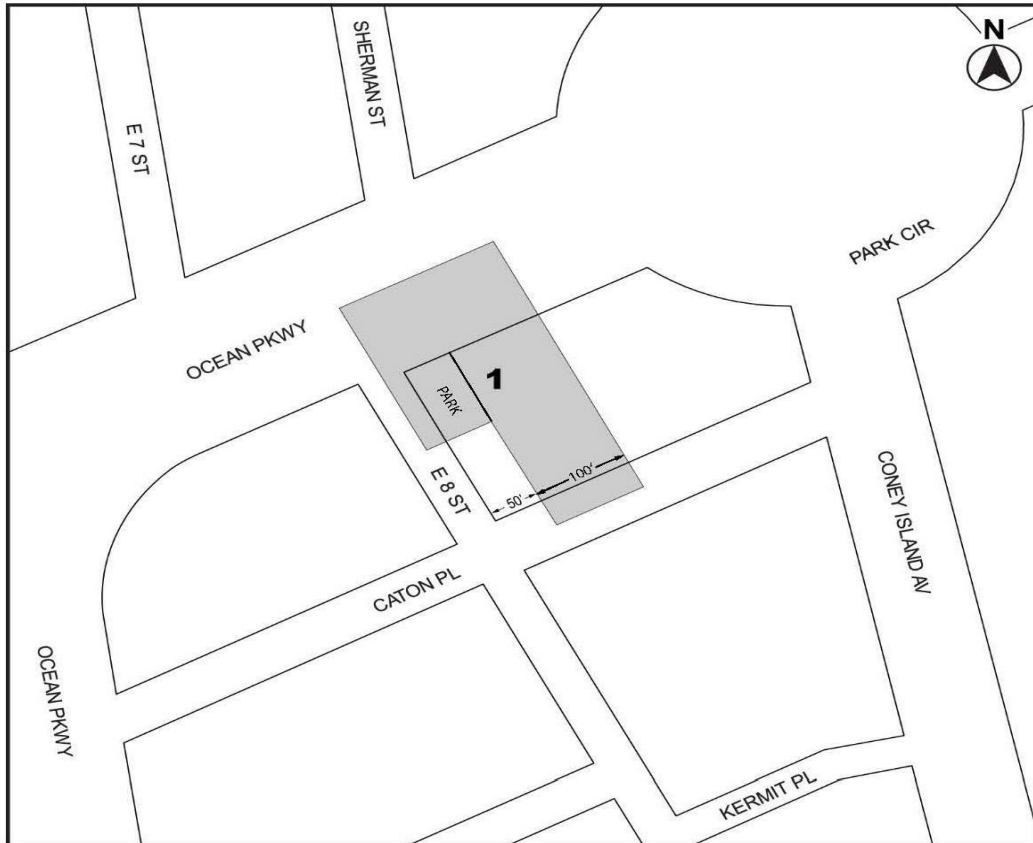 N
SHERMAN ST
E 7 ST
PARK CIR
OCEAN PKWY
1
PARK
E 8 ST
50'
100'
CONEY ISLAND AV
CATON PL
OCEAN PKWY
KERMIT PL